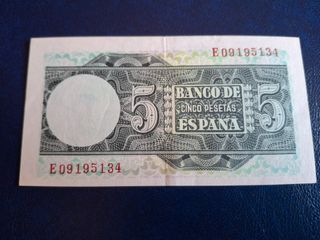 E09195134
5 BANCO DE 5
CINCO PESETAS
ESPAÑA
E09195134